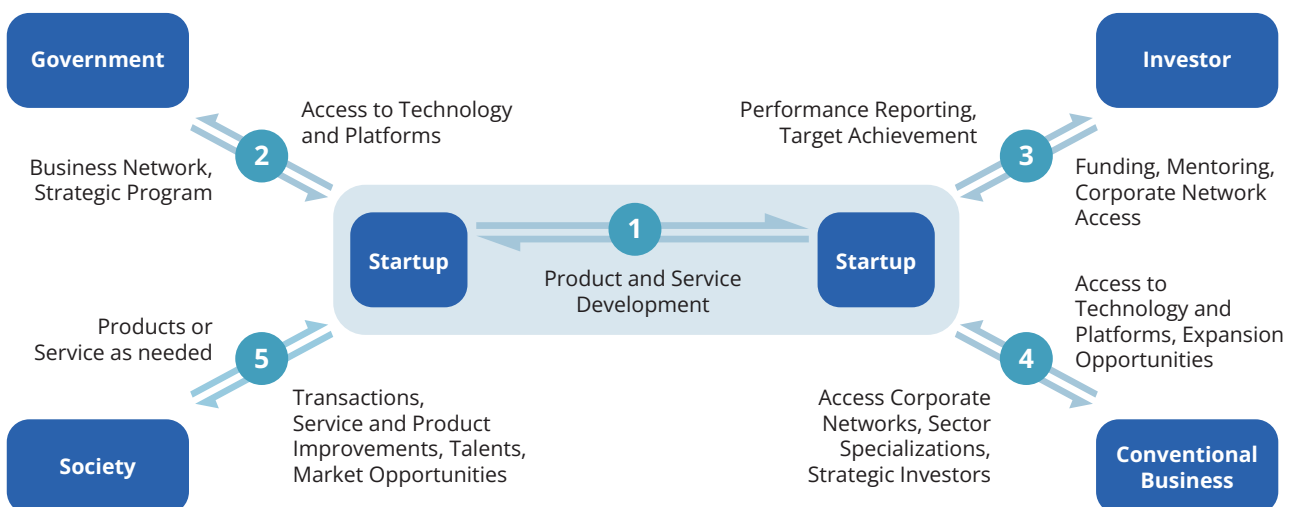 Government
Investor
Access to Technology
and Platforms
Performance Reporting,
Target Achievement
2
3
Business Network,
Strategic Program
Funding, Mentoring,
Corporate Network
Access
1
Startup
Startup
Product and Service
Development
Access to
Technology and
Platforms, Expansion
Opportunities
Products or
Service as needed
5
4
Transactions,
Service and Product
Improvements, Talents,
Market Opportunities
Access Corporate
Networks, Sector
Specializations,
Strategic Investors
Society
Conventional
Business